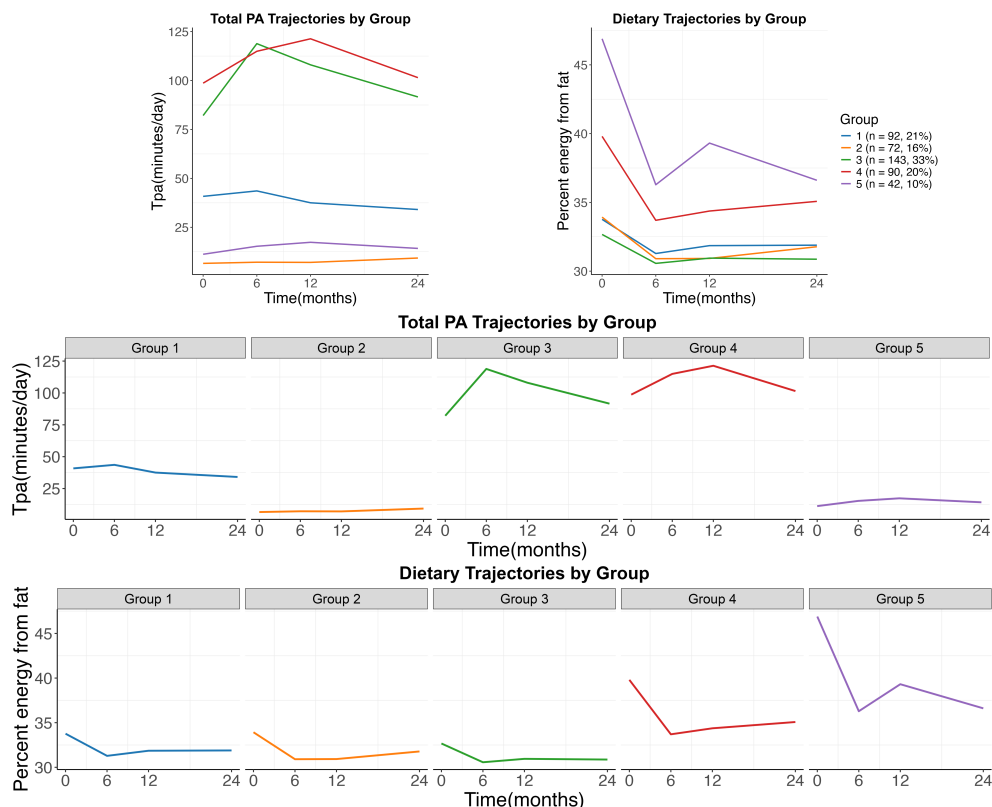 Total PA Trajectories by Group
Tpa(minutes/day)
125
100
75
50
25
0 6 12 24
Time(months)
Dietary Trajectories by Group
Percent energy from fat
45
40
35
30
0 6 12 24
Time(months)
Group
1 (n = 92, 21%)
2 (n = 72, 16%)
3 (n = 143, 33%)
4 (n = 90, 20%)
5 (n = 42, 10%)
Total PA Trajectories by Group
Group 1 Group 2 Group 3 Group 4 Group 5
Tpa(minutes/day)
125
100
75
50
25
0 6 12 24 0 6 12 24 0 6 12 24 0 6 12 24 0 6 12 24
Time(months)
Dietary Trajectories by Group
Group 1 Group 2 Group 3 Group 4 Group 5
Percent energy from fat
45
40
35
30
0 6 12 24 0 6 12 24 0 6 12 24 0 6 12 24 0 6 12 24
Time(months)